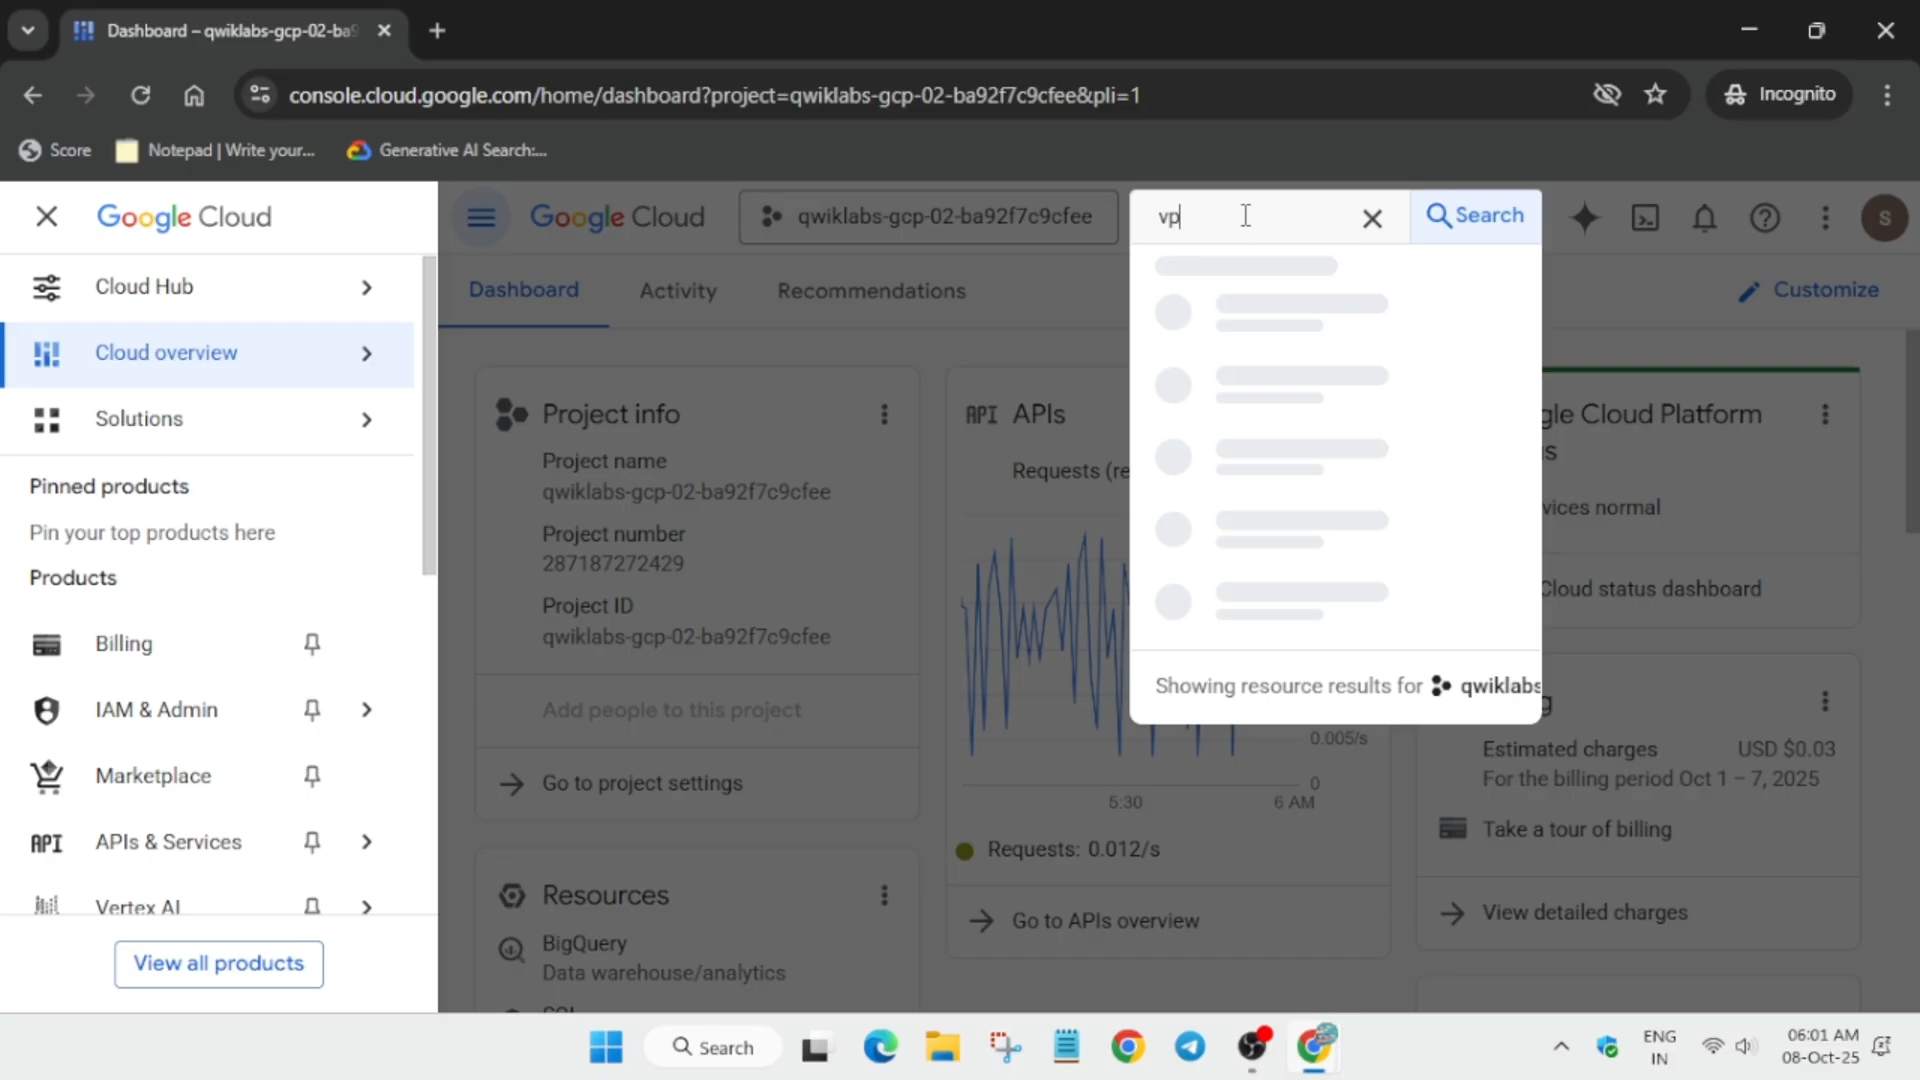 Dashboard – qwiklabs-gcp-02-ba9
console.cloud.google.com/home/dashboard?project=qwiklabs-gcp-02-ba92f7c9cfee&pli=1
Incognito
Score
Notepad | Write your...
Generative AI Search:...
Google Cloud
Google Cloud
qwiklabs-gcp-02-ba92f7c9cfee
vp
Search
S
Cloud Hub
Cloud overview
Solutions
Pinned products
Pin your top products here
Products
Billing
IAM & Admin
Marketplace
API APIs & Services
Vertex AI
View all products
Dashboard
Activity
Recommendations
Customize
Project info
Project name
qwiklabs-gcp-02-ba92f7c9cfee
Project number
287187272429
Project ID
qwiklabs-gcp-02-ba92f7c9cfee
Add people to this project
Go to project settings
Resources
BigQuery
Data warehouse/analytics
API APIs
Requests (re
0.005/s
0
5:30
6 AM
Requests: 0.012/s
Go to APIs overview
Showing resource results for qwiklabs
gle Cloud Platform
s
vices normal
Cloud status dashboard
g
Estimated charges
USD $0.03
For the billing period Oct 1 – 7, 2025
Take a tour of billing
View detailed charges
Search
ENG
IN
06:01 AM
08-Oct-25